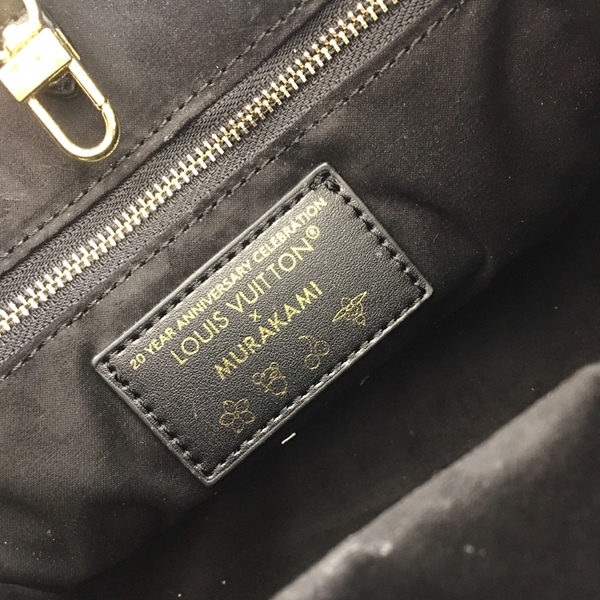 20 YEAR ANNIVERSARY CELEBRATION
LOUIS VUITTON®
×
MURAKAMI